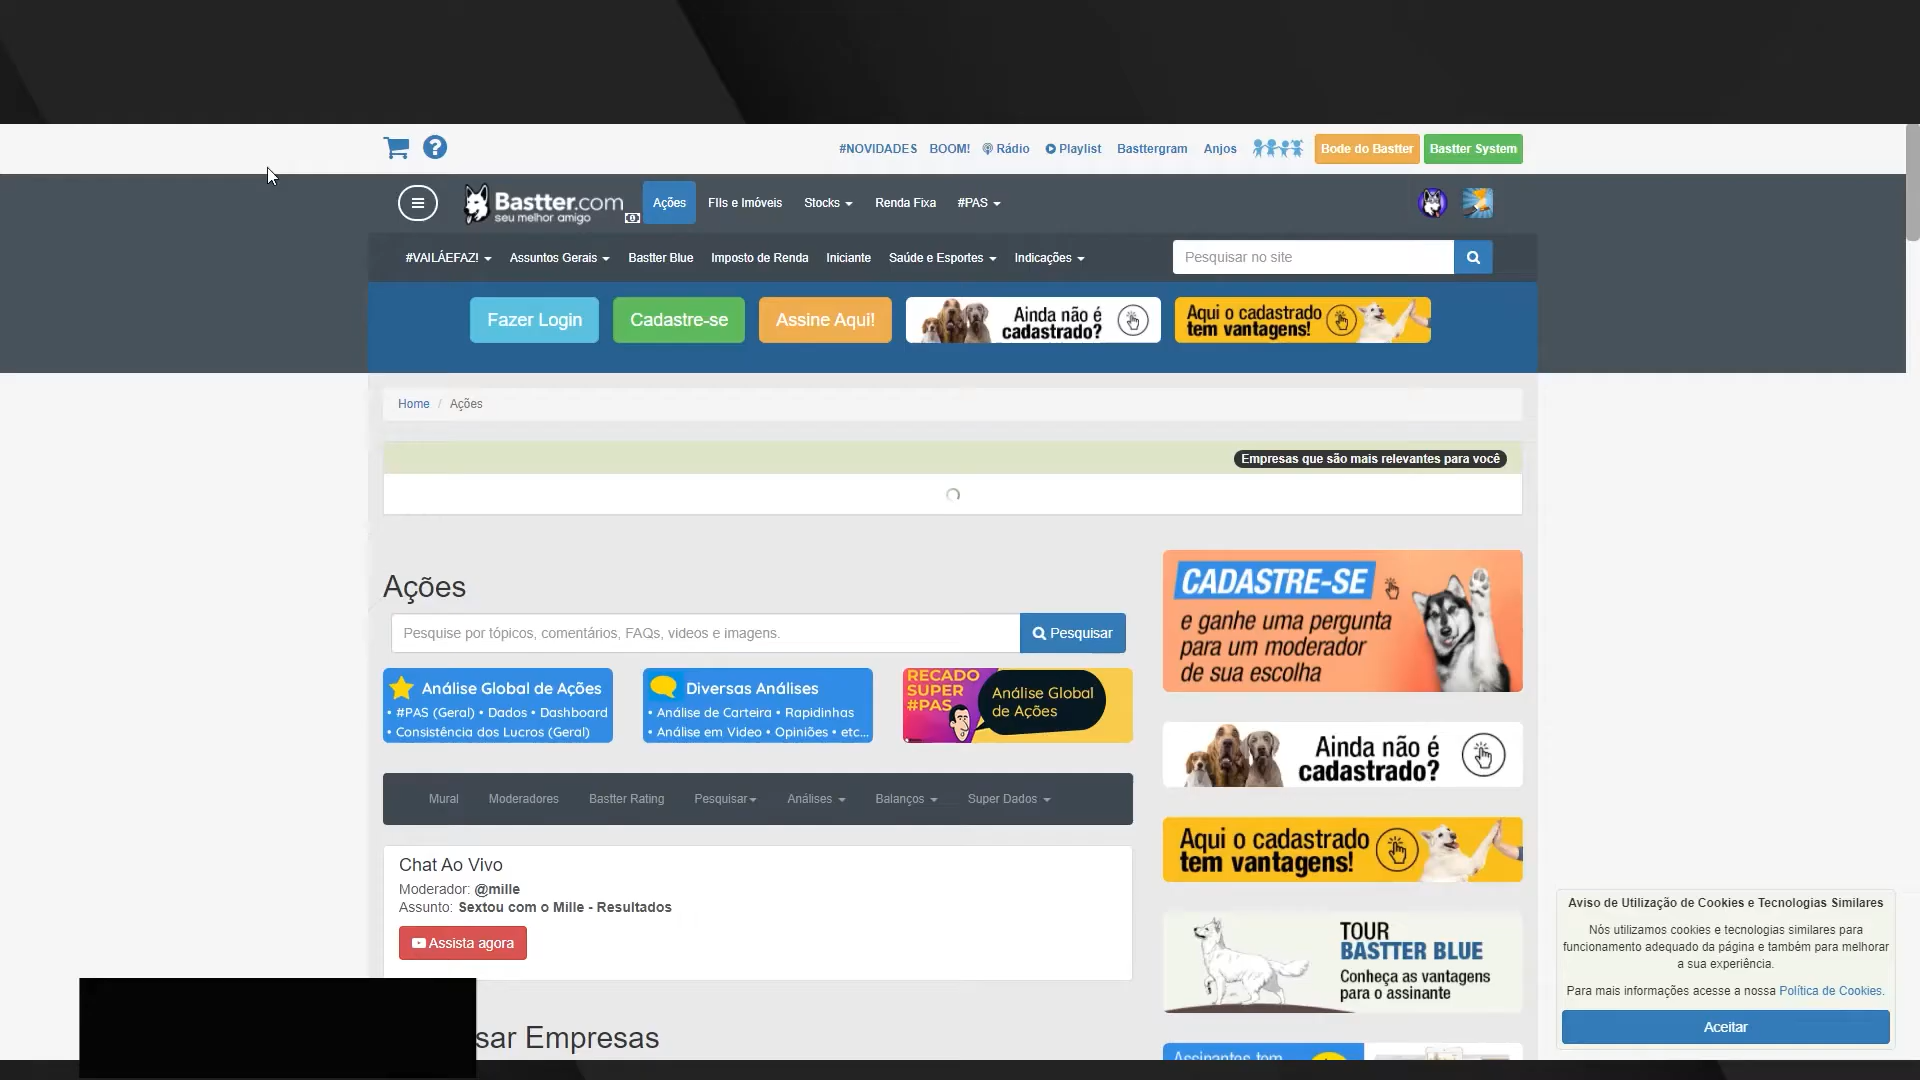 #NOVIDADES BOOM! Rádio Playlist Basttergram Anjos Bode do Bastter Bastter System
Bastter.com
seu melhor amigo
Ações FIIs e Imóveis Stocks Renda Fixa #PAS
#VAILÁEFAZ! Assuntos Gerais Bastter Blue Imposto de Renda Iniciante Saúde e Esportes Indicações Pesquisar no site
Fazer Login Cadastre-se Assine Aqui!
Ainda não é
cadastrado?
Aqui o cadastrado
tem vantagens!
Home / Ações
Empresas que são mais relevantes para você
Ações
Pesquise por tópicos, comentários, FAQs, videos e imagens. Pesquisar
Análise Global de Ações
• #PAS (Geral) • Dados • Dashboard
• Consistência dos Lucros (Geral)
Diversas Análises
• Análise de Carteira • Rapidinhas
• Análise em Video • Opiniões • etc...
RECADO
SUPER
#PAS
Análise Global
de Ações
Mural Moderadores Bastter Rating Pesquisar Análises Balanços Super Dados
Chat Ao Vivo
Moderador: @mille
Assunto: Sextou com o Mille - Resultados
Assista agora
sar Empresas
CADASTRE-SE
e ganhe uma pergunta
para um moderador
de sua escolha
Ainda não é
cadastrado?
Aqui o cadastrado
tem vantagens!
TOUR
BASTTER BLUE
Conheça as vantagens
para o assinante
Assinantes tem
Aviso de Utilização de Cookies e Tecnologias Similares
Nós utilizamos cookies e tecnologias similares para
funcionamento adequado da página e também para melhorar
a sua experiência.
Para mais informações acesse a nossa Política de Cookies.
Aceitar